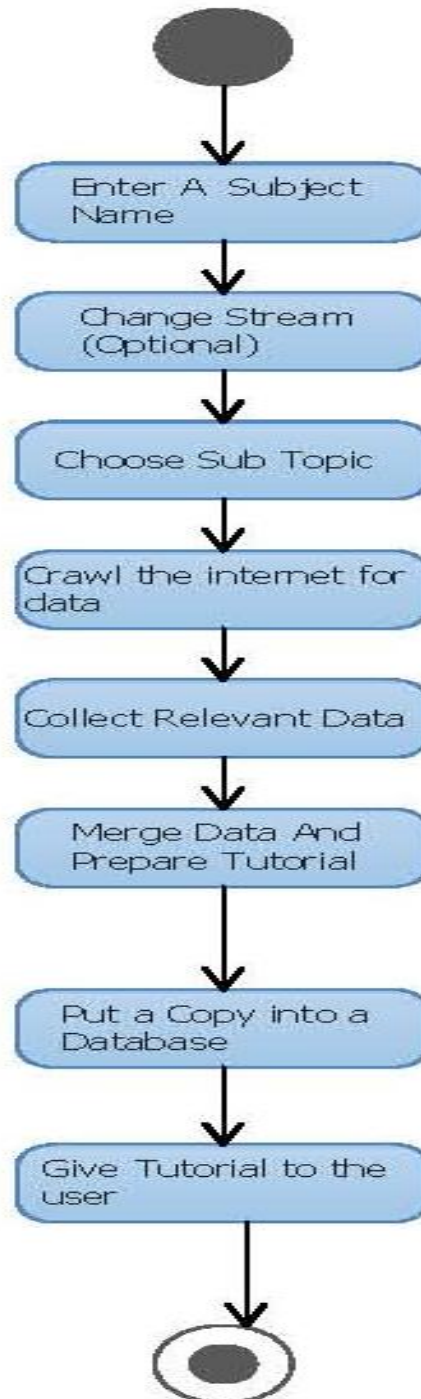 Enter A Subject
Name
Change Stream
(Optional)
Choose Sub Topic
Crawl the internet for
data
Collect Relevant Data
Merge Data And
Prepare Tutorial
Put a Copy into a
Database
Give Tutorial to the
user